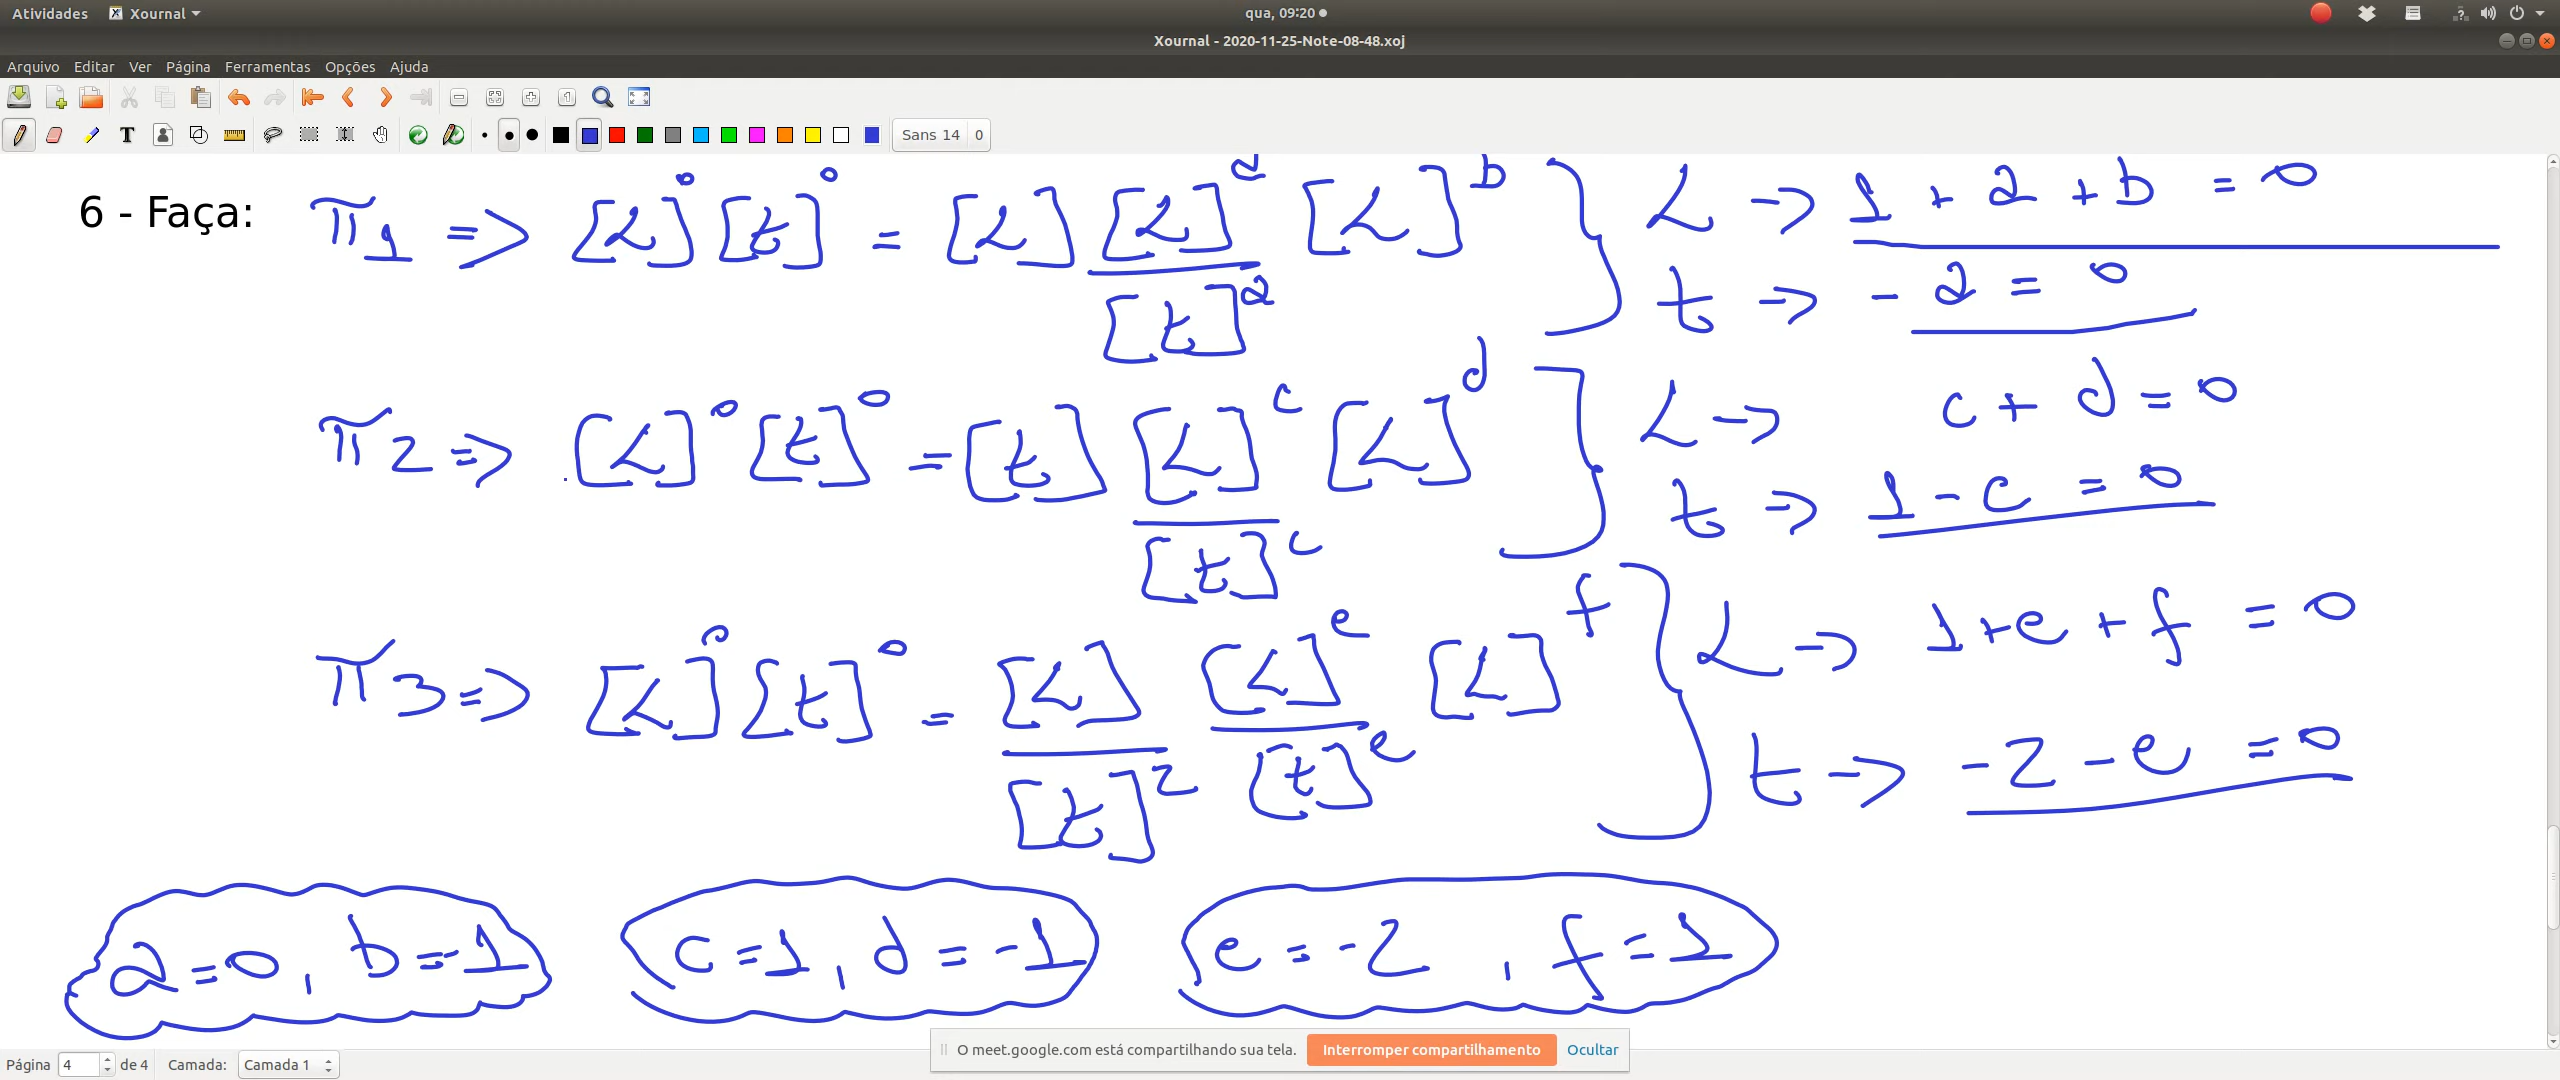 Atividades Xournal qua, 09:20
Xournal - 2020-11-25-Note-08-48.xoj
Arquivo Editar Ver Página Ferramentas Opções Ajuda
Sans 14 0
6 - Faça: π1 => [L]^0 [t]^0 = [L] [L]^a/[t]^a [L]^b } L -> 1 + a + b = 0
t -> - a = 0
π2 => [L]^0 [t]^0 = [t] [L]^c/[t]^c [L]^d } L -> c + d = 0
t -> 1 - c = 0
π3 => [L]^0 [t]^0 = [L]/[t]^2 [L]^e/[t]^e [L]^f } L -> 1 + e + f = 0
t -> - 2 - e = 0
a = 0, b = -1 c = 1, d = -1 e = -2, f = 1
O meet.google.com está compartilhando sua tela. Interromper compartilhamento Ocultar
Página 4 de 4 Camada: Camada 1